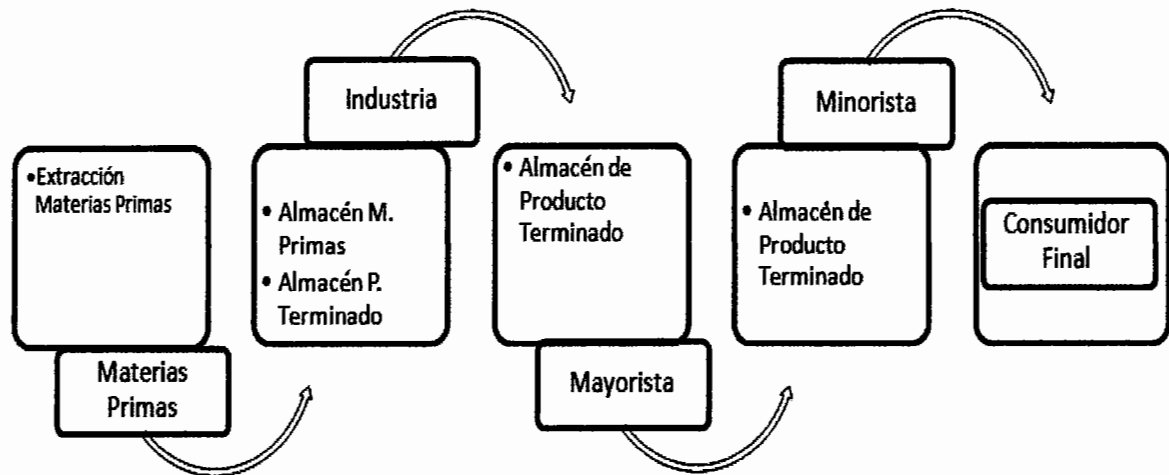 •Extracción
Materias Primas
Materias
Primas
Industria
• Almacén M.
Primas
• Almacén P.
Terminado
• Almacén de
Producto
Terminado
Mayorista
Minorista
• Almacén de
Producto
Terminado
Consumidor
Final